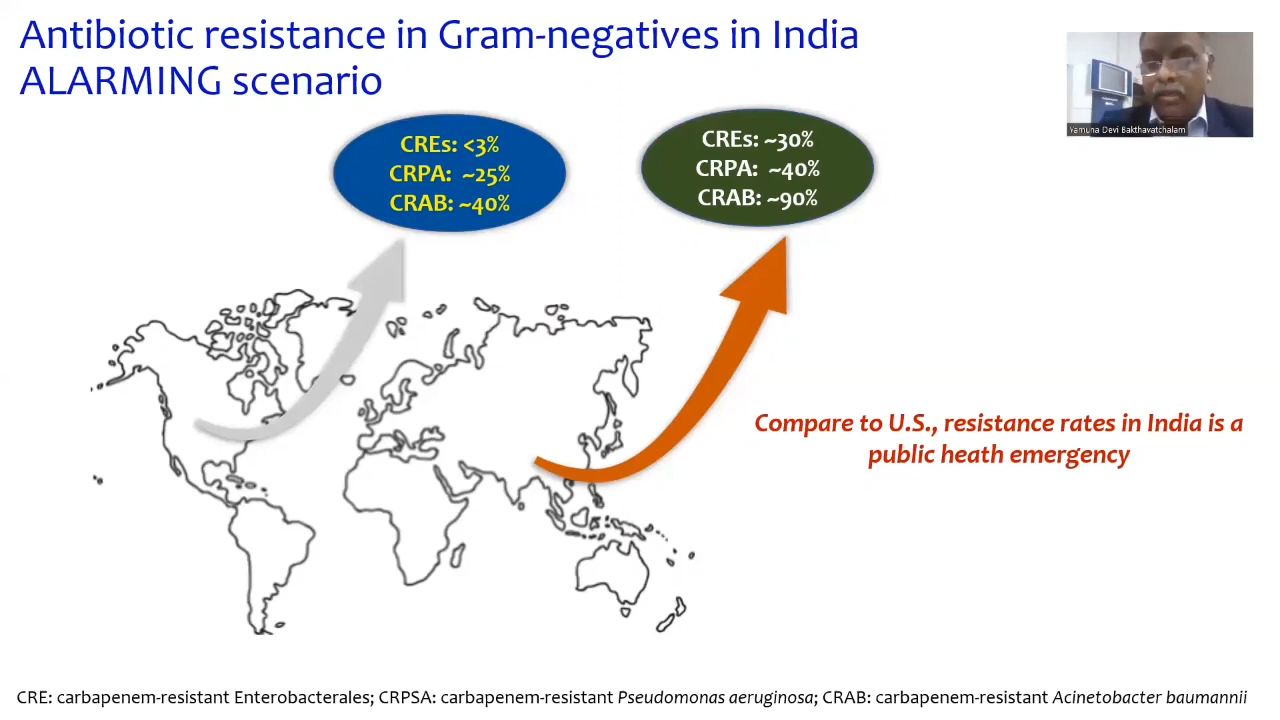 Antibiotic resistance in Gram-negatives in India
ALARMING scenario
Yamuna Devi Bakthavatchalam
CREs: <3%
CRPA: ~25%
CRAB: ~40%
CREs: ~30%
CRPA: ~40%
CRAB: ~90%
Compare to U.S., resistance rates in India is a
public heath emergency
CRE: carbapenem-resistant Enterobacterales; CRPSA: carbapenem-resistant Pseudomonas aeruginosa; CRAB: carbapenem-resistant Acinetobacter baumannii